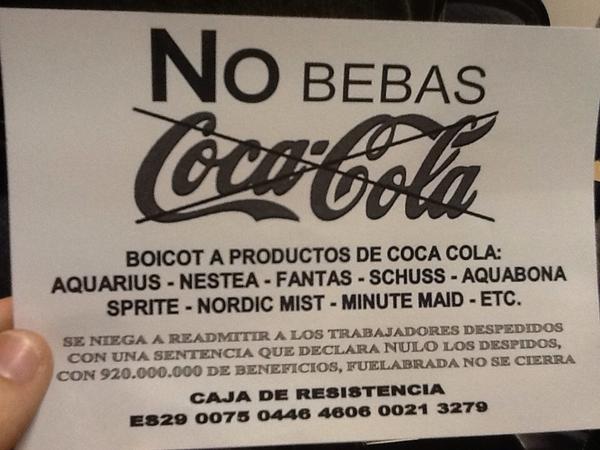 No BEBAS
Coca-Cola
BOICOT A PRODUCTOS DE COCA COLA:
AQUARIUS - NESTEA - FANTAS - SCHUSS - AQUABONA
SPRITE - NORDIC MIST - MINUTE MAID - ETC.
SE NIEGA A READMITIR A LOS TRABAJADORES DESPEDIDOS
CON UNA SENTENCIA QUE DECLARA NULO LOS DESPIDOS,
CON 920.000.000 DE BENEFICIOS, FUELABRADA NO SE CIERRA
CAJA DE RESISTENCIA
ES29 0075 0446 4606 0021 3279